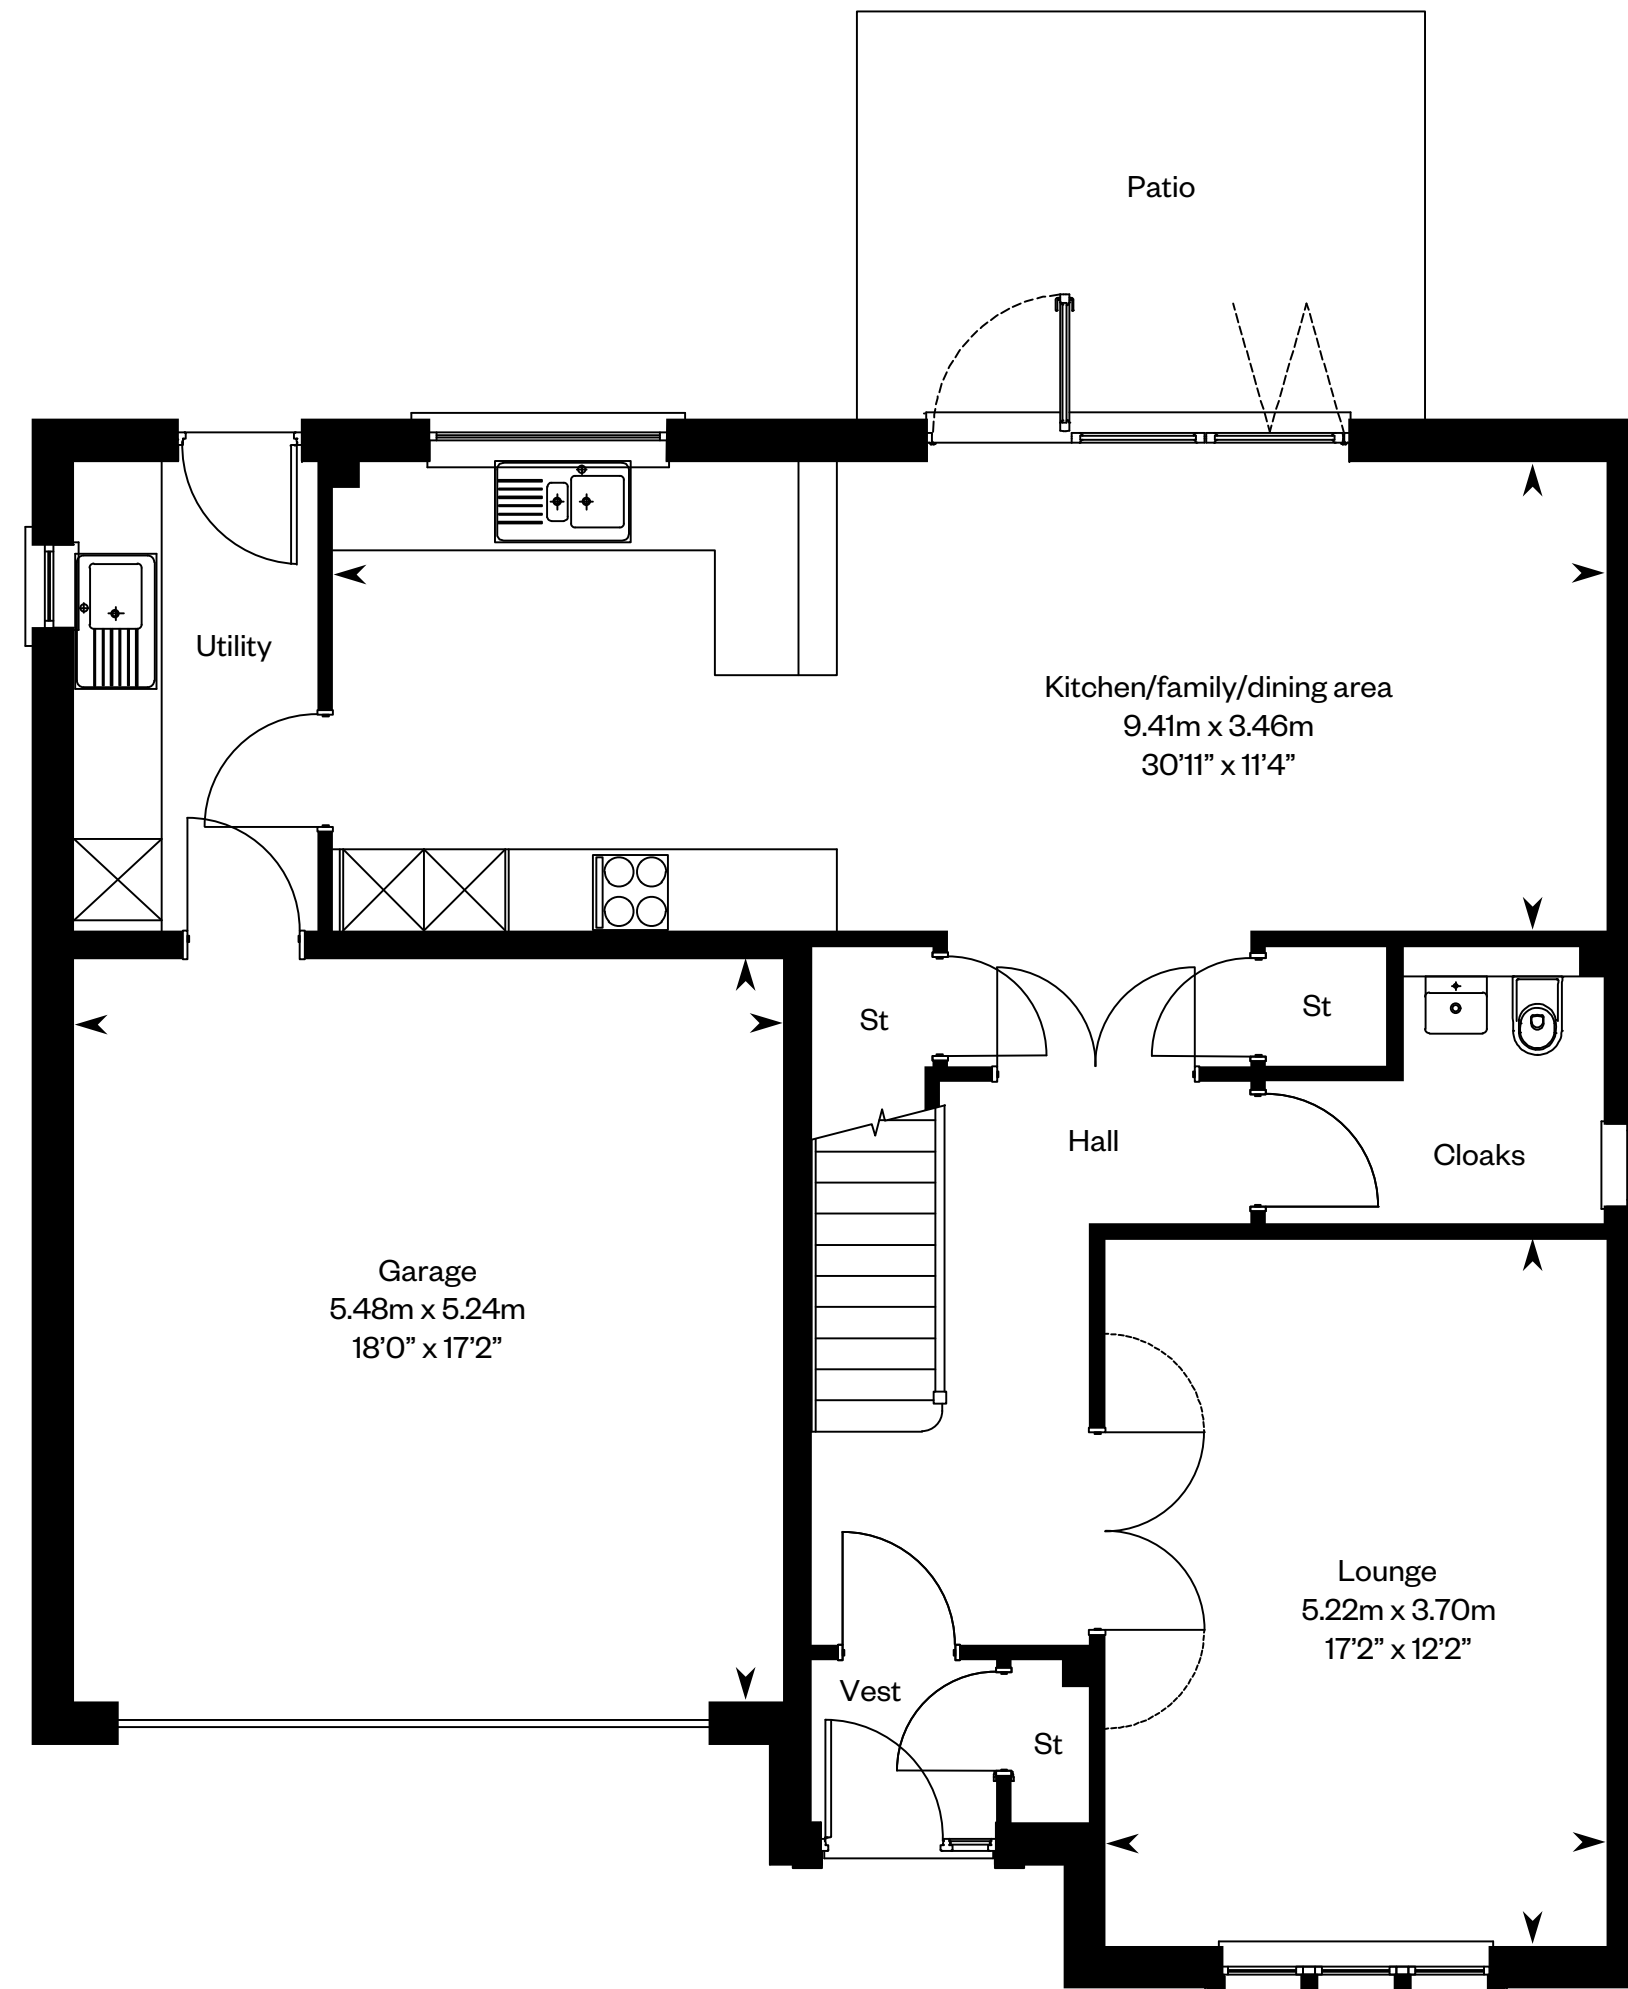 Patio
Utility
Kitchen/family/dining area
9.41m x 3.46m
30’11” x 11’4”
St
St
Hall
Cloaks
Garage
5.48m x 5.24m
18’0” x 17’2”
Lounge
5.22m x 3.70m
17’2” x 12’2”
Vest
St